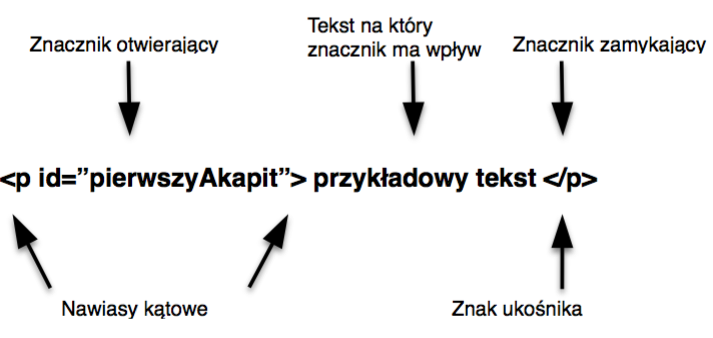 Znacznik otwierający
Tekst na który
znacznik ma wpływ
Znacznik zamykający
<p id=”pierwszyAkapit”> przykładowy tekst </p>
Nawiasy kątowe
Znak ukośnika